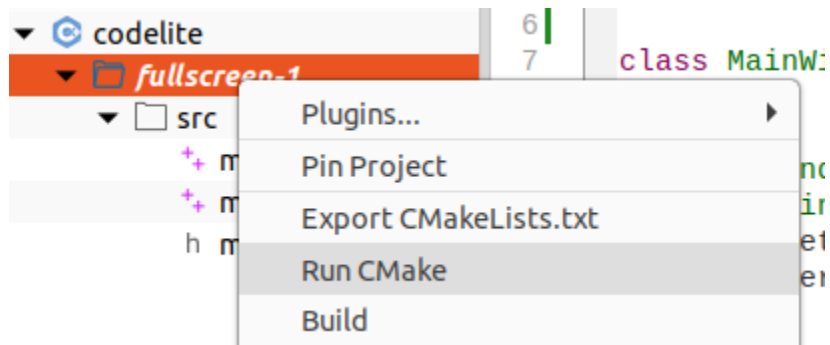 codelite
6
7
class MainWi
fullscreen-1
src
Plugins...
m
Pin Project
m
Export CMakeLists.txt
h m
Run CMake
Build